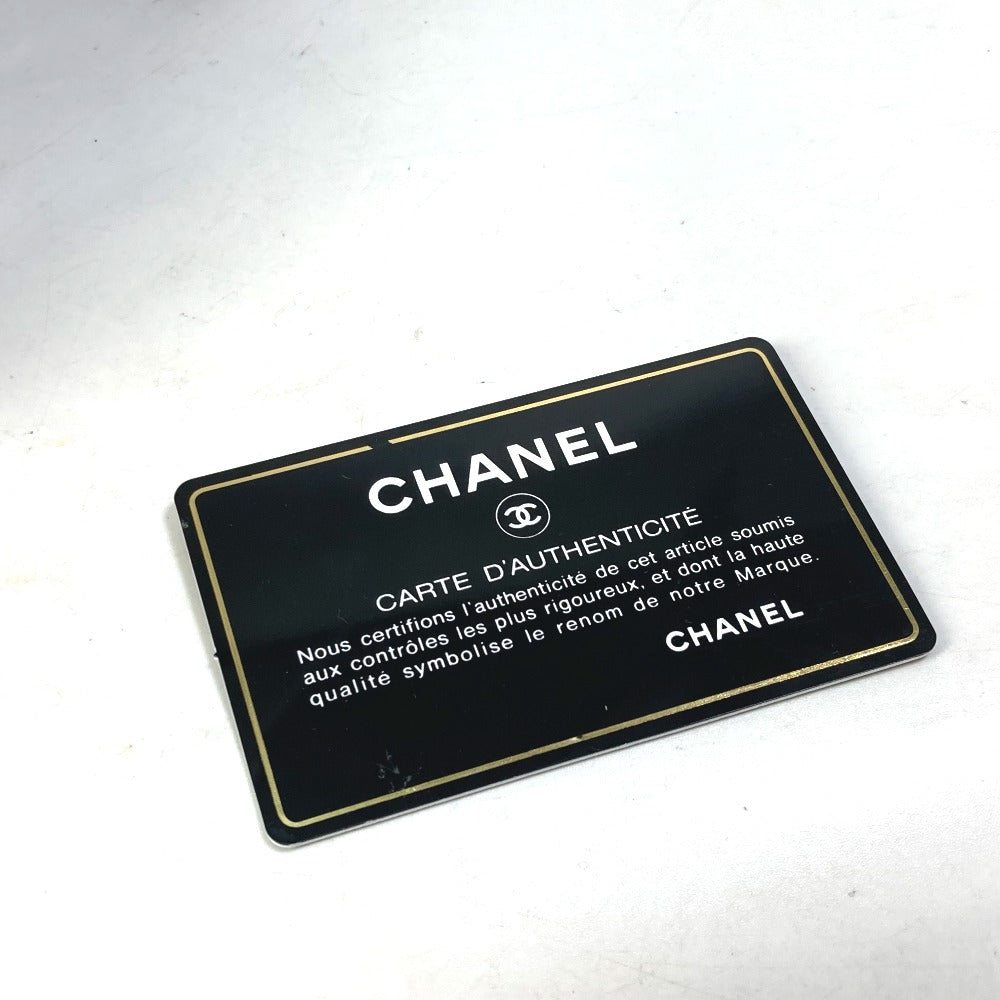 CHANEL
CARTE D'AUTHENTICITÉ
Nous certifions l'authenticité de cet article soumis
aux contrôles les plus rigoureux, et dont la haute
qualité symbolise le renom de notre Marque.
CHANEL